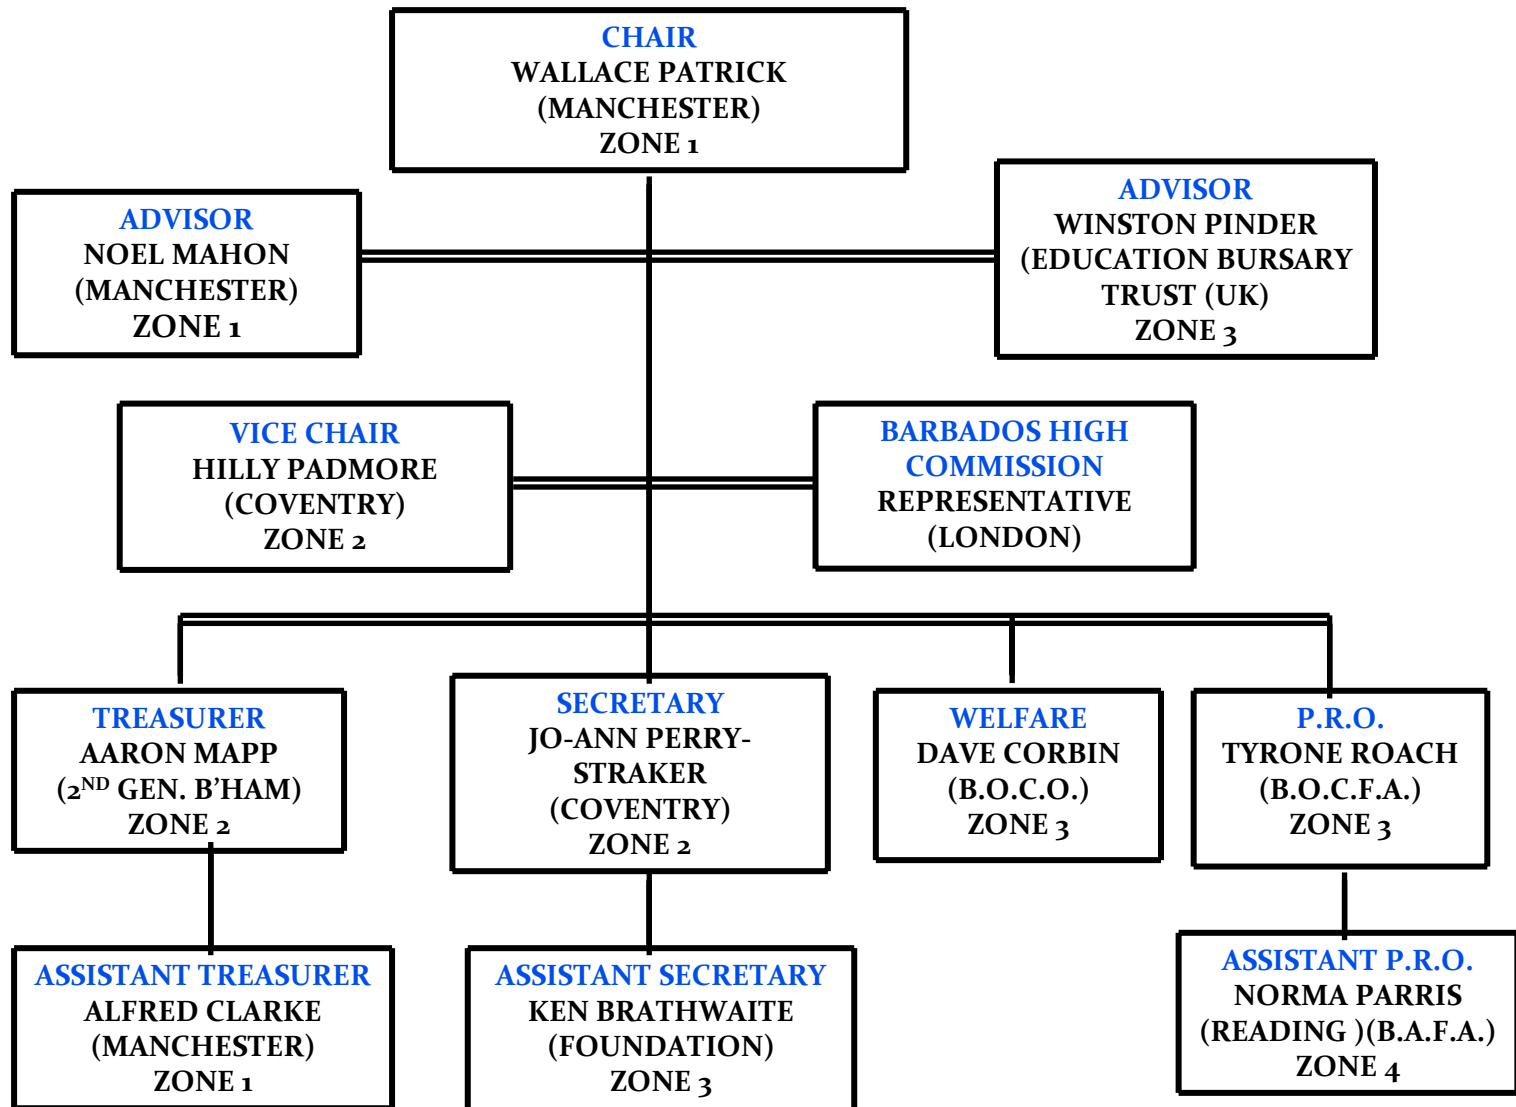 CHAIR
WALLACE PATRICK
(MANCHESTER)
ZONE 1
ADVISOR
NOEL MAHON
(MANCHESTER)
ZONE 1
ADVISOR
WINSTON PINDER
(EDUCATION BURSARY
TRUST (UK)
ZONE 3
VICE CHAIR
HILLY PADMORE
(COVENTRY)
ZONE 2
BARBADOS HIGH
COMMISSION
REPRESENTATIVE
(LONDON)
TREASURER
AARON MAPP
(2ND GEN. B’HAM)
ZONE 2
SECRETARY
JO-ANN PERRY-
STRAKER
(COVENTRY)
ZONE 2
WELFARE
DAVE CORBIN
(B.O.C.O.)
ZONE 3
P.R.O.
TYRONE ROACH
(B.O.C.F.A.)
ZONE 3
ASSISTANT TREASURER
ALFRED CLARKE
(MANCHESTER)
ZONE 1
ASSISTANT SECRETARY
KEN BRATHWAITE
(FOUNDATION)
ZONE 3
ASSISTANT P.R.O.
NORMA PARRIS
(READING )(B.A.F.A.)
ZONE 4